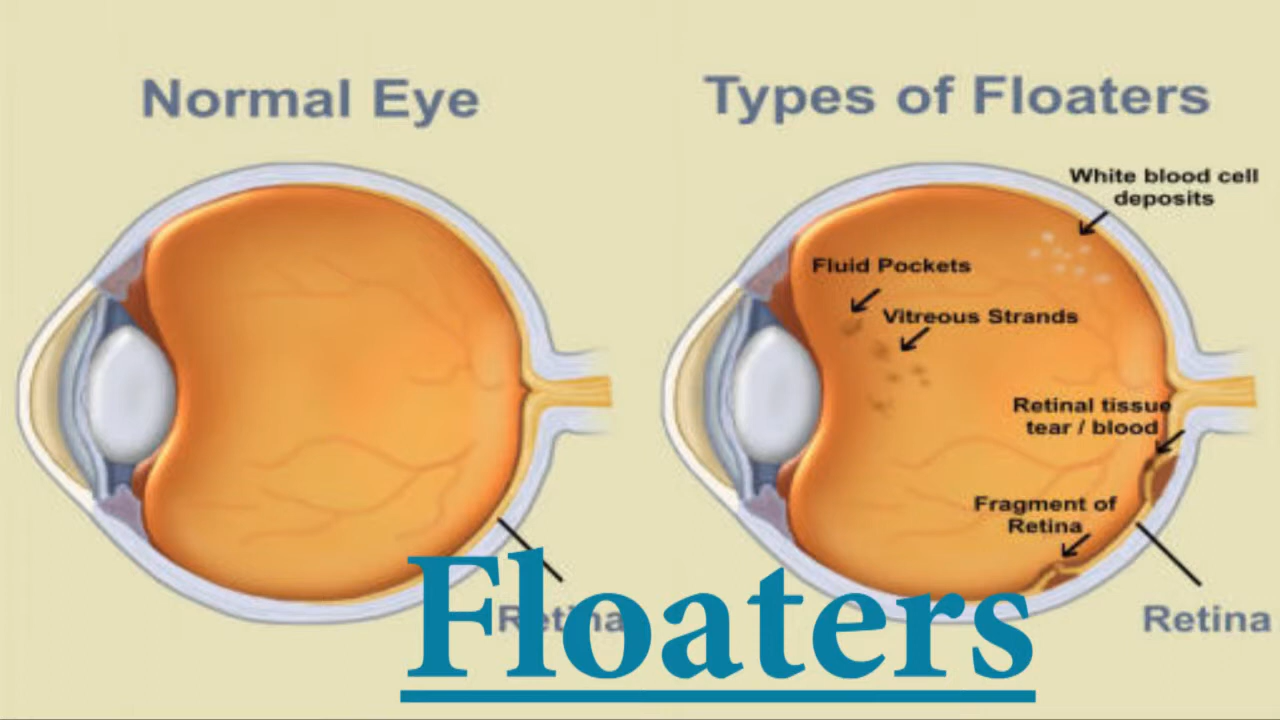 Normal Eye
Types of Floaters
White blood cell
deposits
Fluid Pockets
Vitreous Strands
Retinal tissue
tear / blood
Fragment of
Retina
Retina
Retina
Floaters